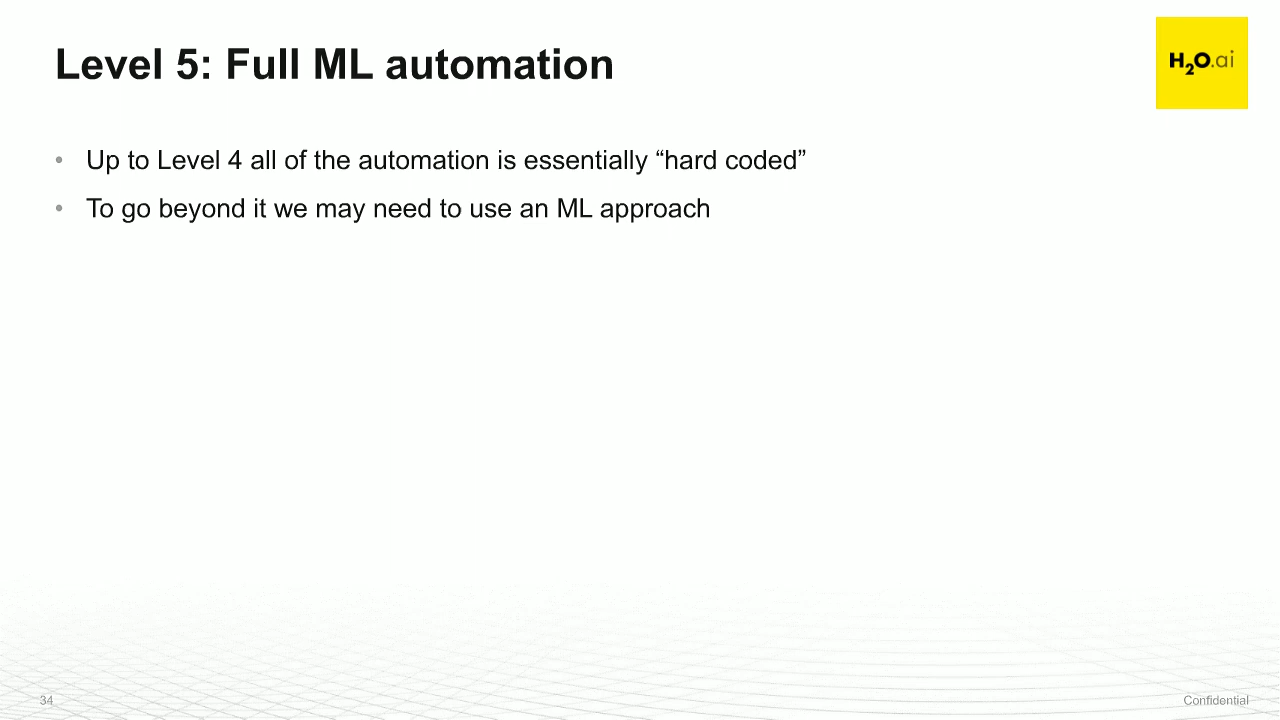 Level 5: Full ML automation
H2O.ai
• Up to Level 4 all of the automation is essentially “hard coded”
• To go beyond it we may need to use an ML approach
34
Confidential